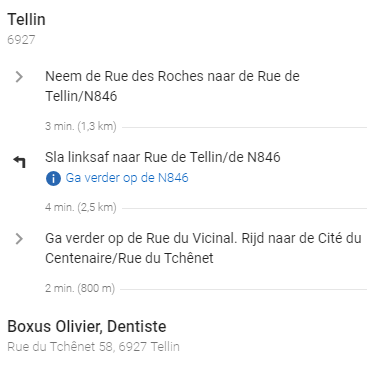 Tellin
6927
Neem de Rue des Roches naar de Rue de
Tellin/N846
3 min. (1,3 km)
Sla linksaf naar Rue de Tellin/de N846
Ga verder op de N846
4 min. (2,5 km)
Ga verder op de Rue du Vicinal. Rijd naar de Cité du
Centenaire/Rue du Tchênet
2 min. (800 m)
Boxus Olivier, Dentiste
Rue du Tchênet 58, 6927 Tellin